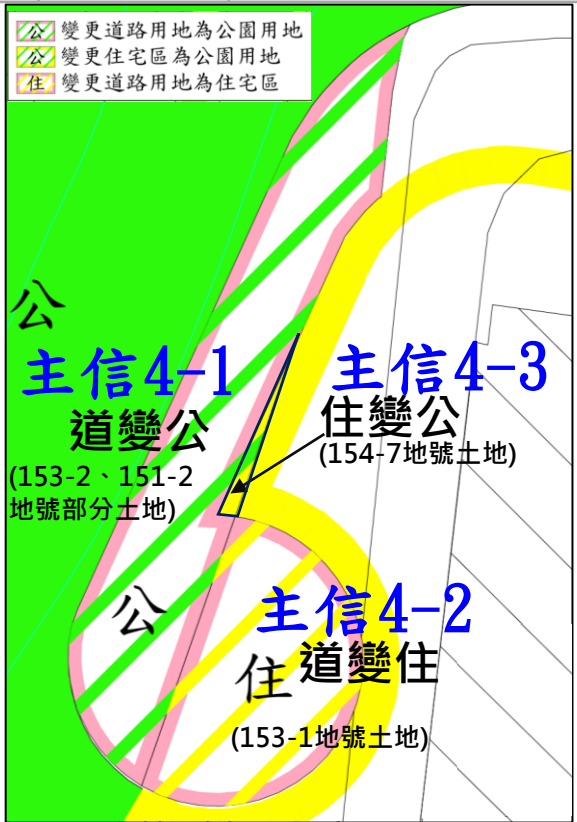 公 變更道路用地為公園用地
公 變更住宅區為公園用地
住 變更道路用地為住宅區
公
主信4-1
道變公
(153-2、151-2
地號部分土地)
主信4-3
住變公
(154-7地號土地)
公
主信4-2
住
道變住
(153-1地號土地)